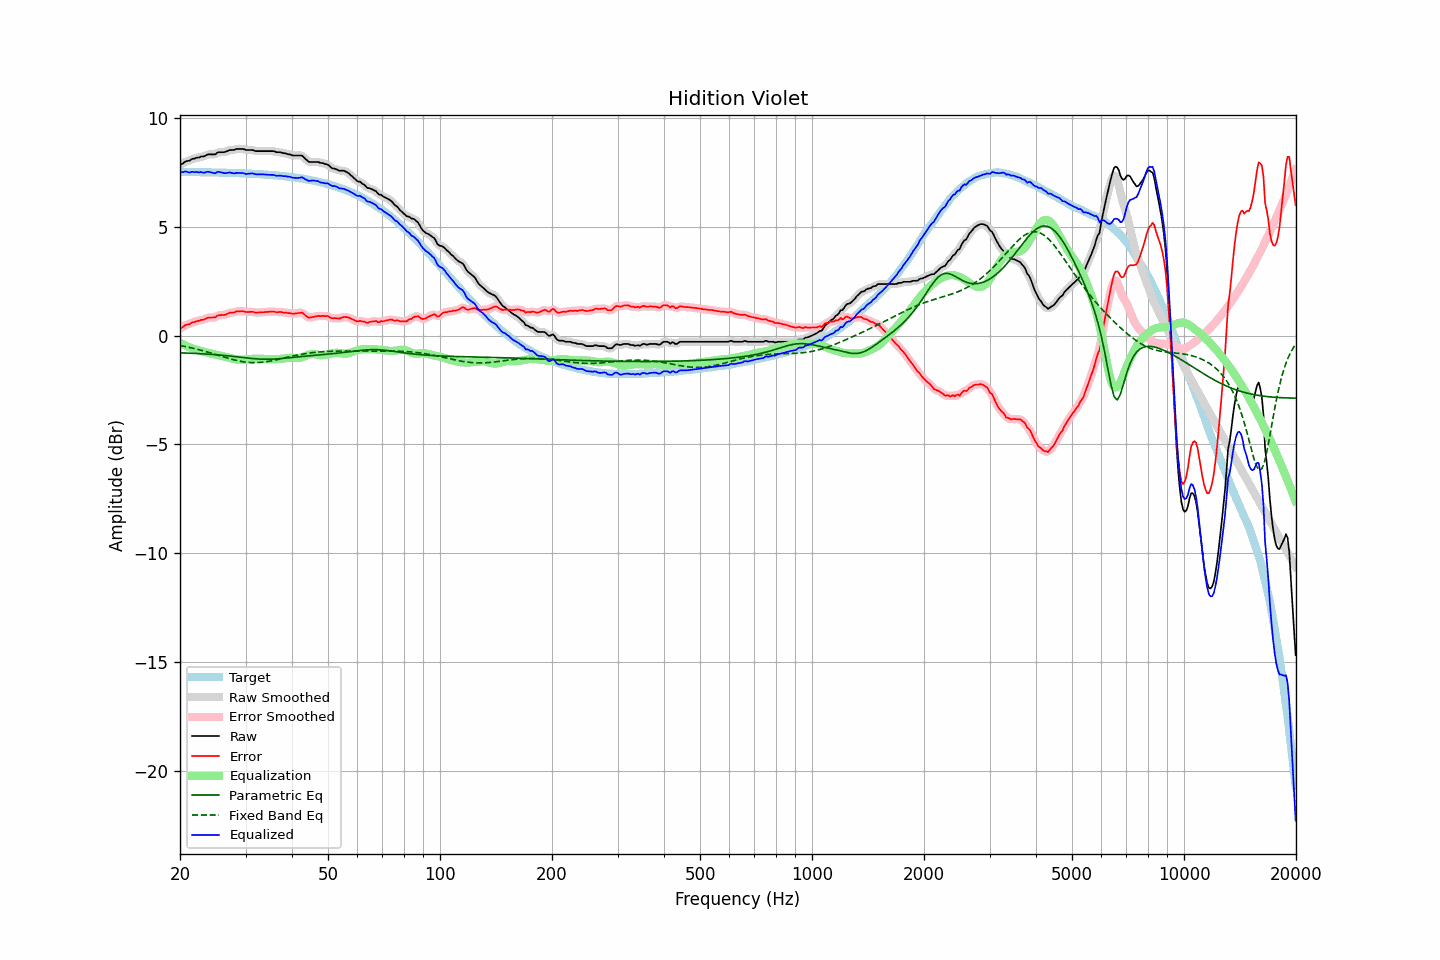 Hidition Violet
10
5
0
−5
−10
−15
−20
Amplitude (dBr)
Target
Raw Smoothed
Error Smoothed
Raw
Error
Equalization
Parametric Eq
Fixed Band Eq
Equalized
20 50 100 200 500 1000 2000 5000 10000 20000
Frequency (Hz)